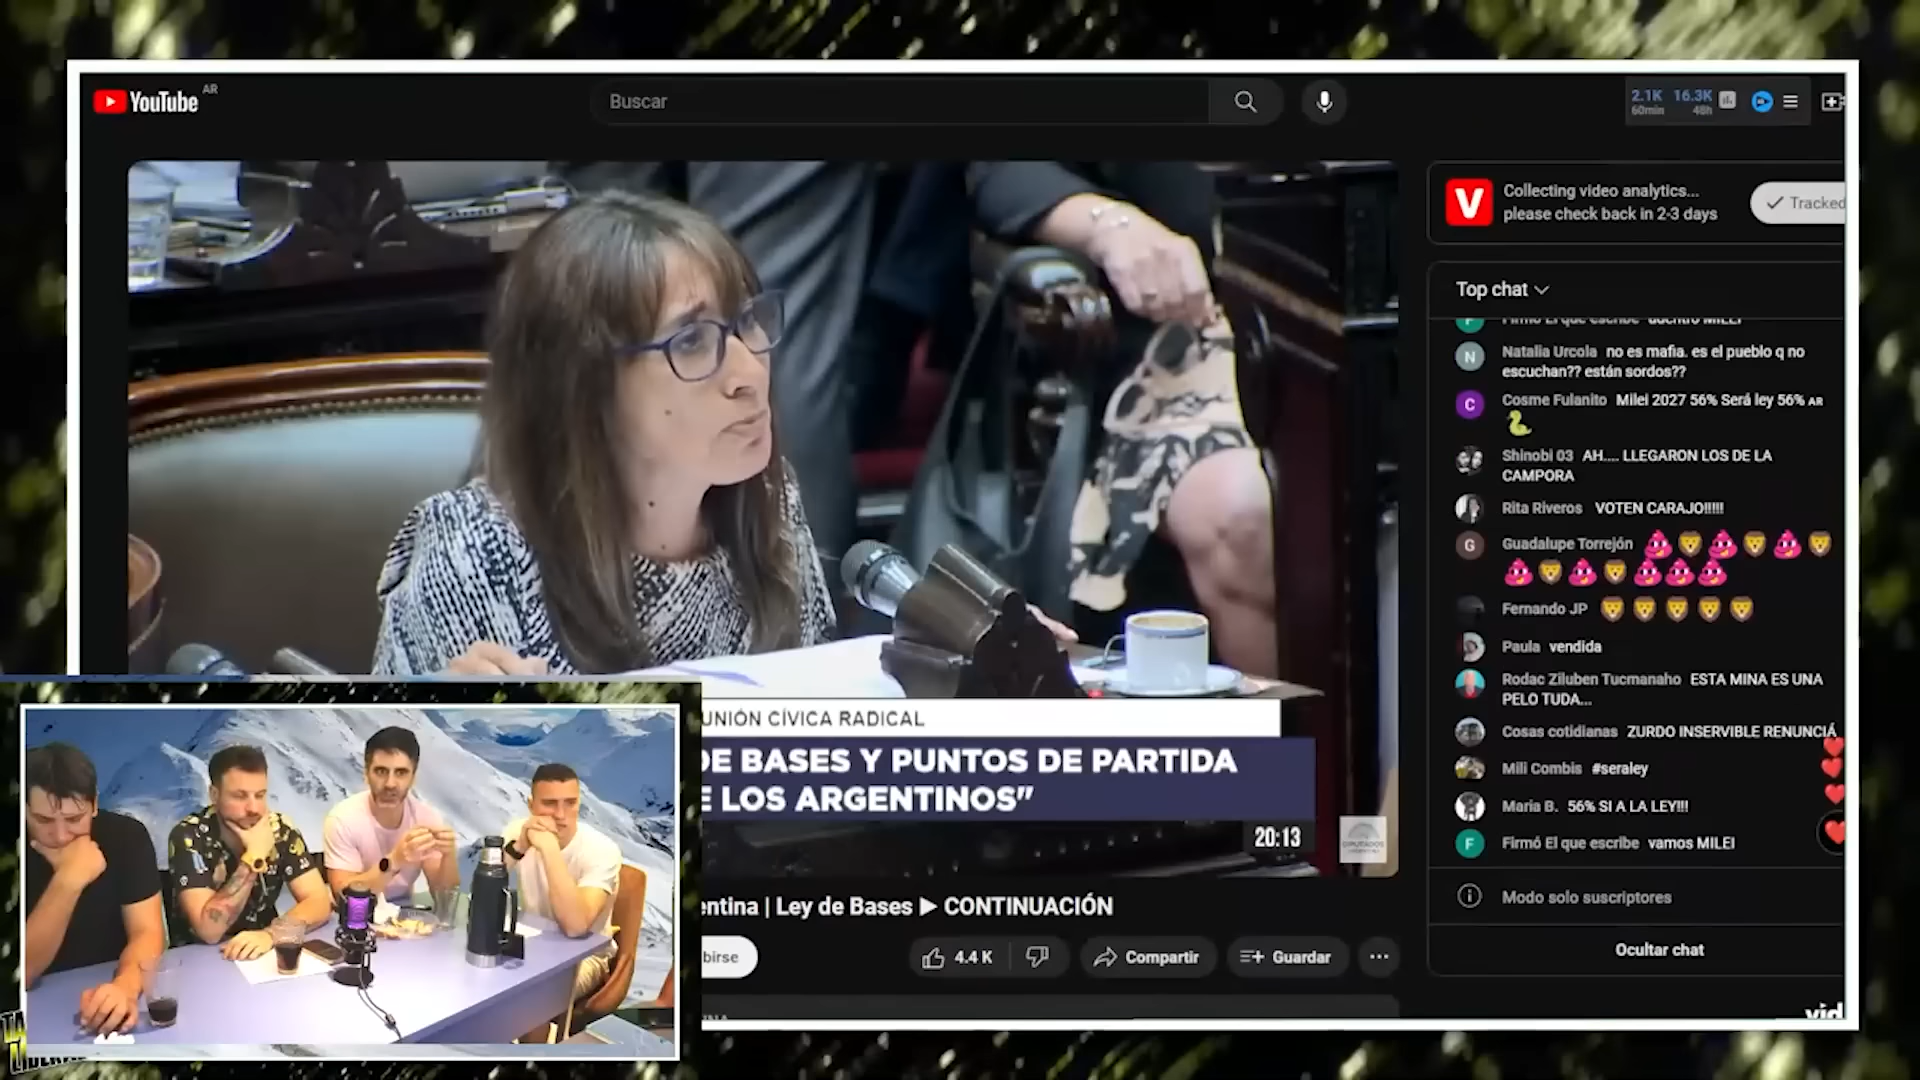 YouTube AR
Buscar
2.1K 16.3K
60min 48h
Collecting video analytics...
please check back in 2-3 days
Tracked
Top chat
Firmó El que escribe adentro MILEI
Natalia Urcola no es mafia. es el pueblo q no
escuchan?? están sordos??
Cosme Fulanito Milei 2027 56% Será ley 56% AR
Shinobi 03 AH.... LLEGARON LOS DE LA
CAMPORA
Rita Riveros VOTEN CARAJO!!!!!
Guadalupe Torrejón
Fernando JP
Paula vendida
Rodac Ziluben Tucmanaho ESTA MINA ES UNA
PELO TUDA...
Cosas cotidianas ZURDO INSERVIBLE RENUNCIÁ
Mili Combis #seraley
Maria B. 56% SI A LA LEY!!!
Firmó El que escribe vamos MILEI
Modo solo suscriptores
Ocultar chat
UNIÓN CÍVICA RADICAL
DE BASES Y PUNTOS DE PARTIDA
E LOS ARGENTINOS"
20:13
entina | Ley de Bases ▶ CONTINUACIÓN
birse
4.4 K
Compartir
Guardar
vid